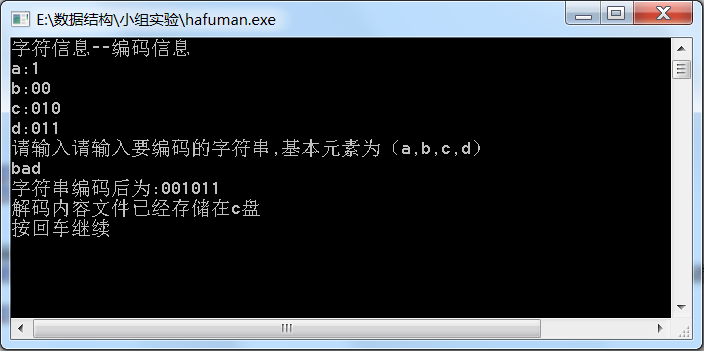 E:\数据结构\小组实验\hafuman.exe
字符信息--编码信息
a:1
b:00
c:010
d:011
请输入请输入要编码的字符串,基本元素为（a,b,c,d）
bad
字符串编码后为:001011
解码内容文件已经存储在c盘
按回车继续